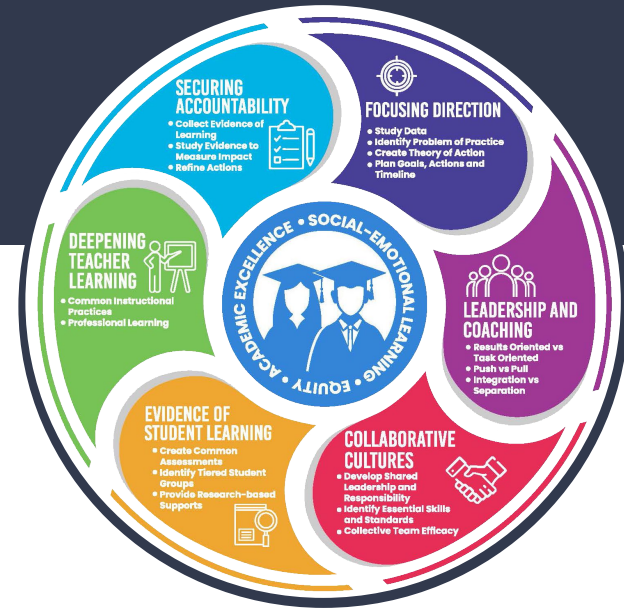 SECURING
ACCOUNTABILITY
• Collect Evidence of
Learning
• Study Evidence to
Measure Impact
• Refine Actions
FOCUSING DIRECTION
• Study Data
• Identify Problem of Practice
• Create Theory of Action
• Plan Goals, Actions and
Timeline
LEADERSHIP AND
COACHING
• Results Oriented vs
Task Oriented
• Push vs Pull
• Integration vs
Separation
COLLABORATIVE
CULTURES
• Develop Shared
Leadership and
Responsibility
• Identify Essential Skills
and Standards
• Collective Team Efficacy
EVIDENCE OF
STUDENT LEARNING
• Create Common
Assessments
• Identify Tiered Student
Groups
• Provide Research-based
Supports
DEEPENING
TEACHER
LEARNING
• Common Instructional
Practices
• Professional Learning
ACADEMIC EXCELLENCE • SOCIAL-EMOTIONAL LEARNING • EQUITY •